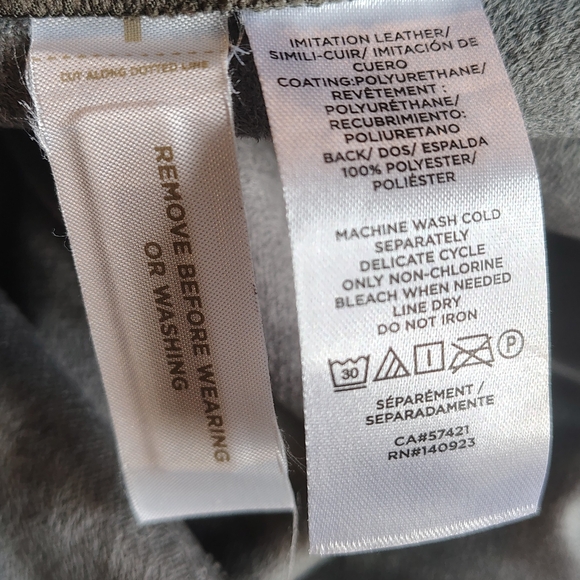 CUT ALONG DOTTED LINE
REMOVE BEFORE WEARING
OR WASHING
IMITATION LEATHER/
SIMILI-CUIR/ IMITACIÓN DE
CUERO
COATING:POLYURETHANE/
REVÊTEMENT :
POLYURÉTHANE/
RECUBRIMIENTO:
POLIURETANO
BACK/ DOS/ ESPALDA
100% POLYESTER/
POLIÉSTER
MACHINE WASH COLD
SEPARATELY
DELICATE CYCLE
ONLY NON-CHLORINE
BLEACH WHEN NEEDED
LINE DRY
DO NOT IRON
30 P
SÉPARÉMENT /
SEPARADAMENTE
CA#57421
RN#140923